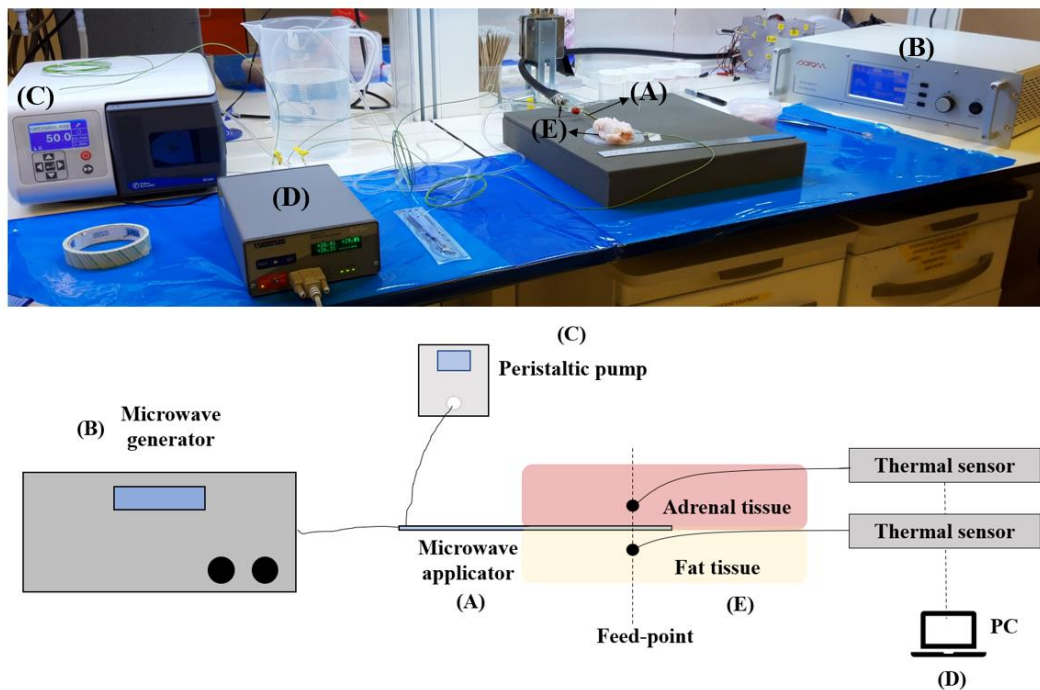 (C)
(B)
(A)
(E)
(D)
50.0
(C)
Peristaltic pump
(B)
Microwave
generator
Thermal sensor
Adrenal tissue
Thermal sensor
Microwave
applicator
(A)
Fat tissue
(E)
Feed-point
PC
(D)